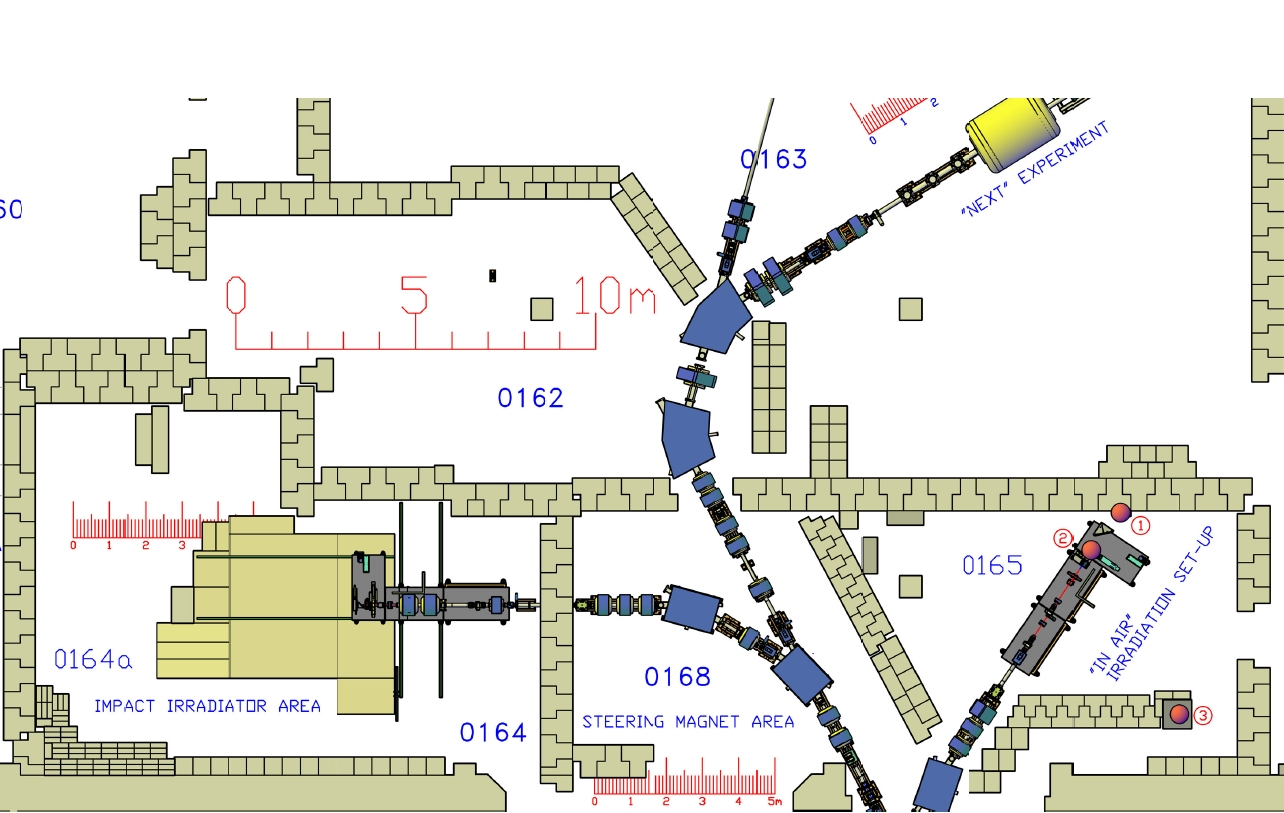 0163
0
1
2
"NEXT" EXPERIMENT
0 5 10m
0162
0 1 2 3
0164a
IMPACT IRRADIATOR AREA
0164
0168
STEERING MAGNET AREA
0 1 2 3 4 5m
0165
1
2
"IN AIR"
IRRADIATION SET-UP
3